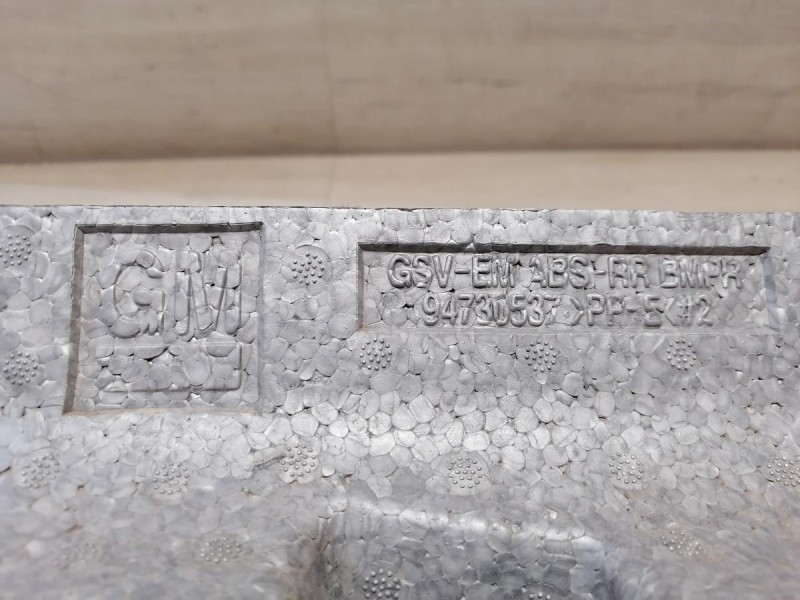 GM
GSV-EM ABS-RR BMPR
94730537 >PP-E< #2